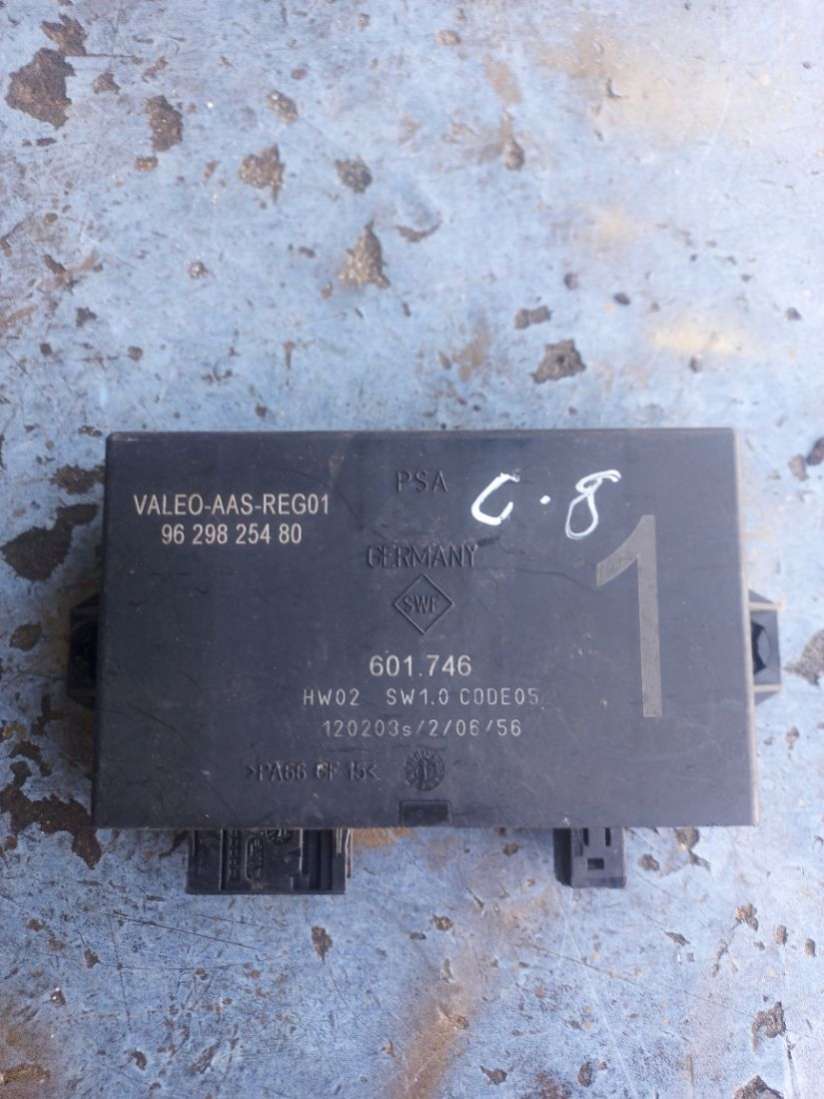 PSA
C-8
VALEO-AAS-REG01
96 298 254 80
GERMANY
SWF
1
601.746
HW02 SW1.0 CODE05
120203s/2/06/56
>PA66 GF 15<